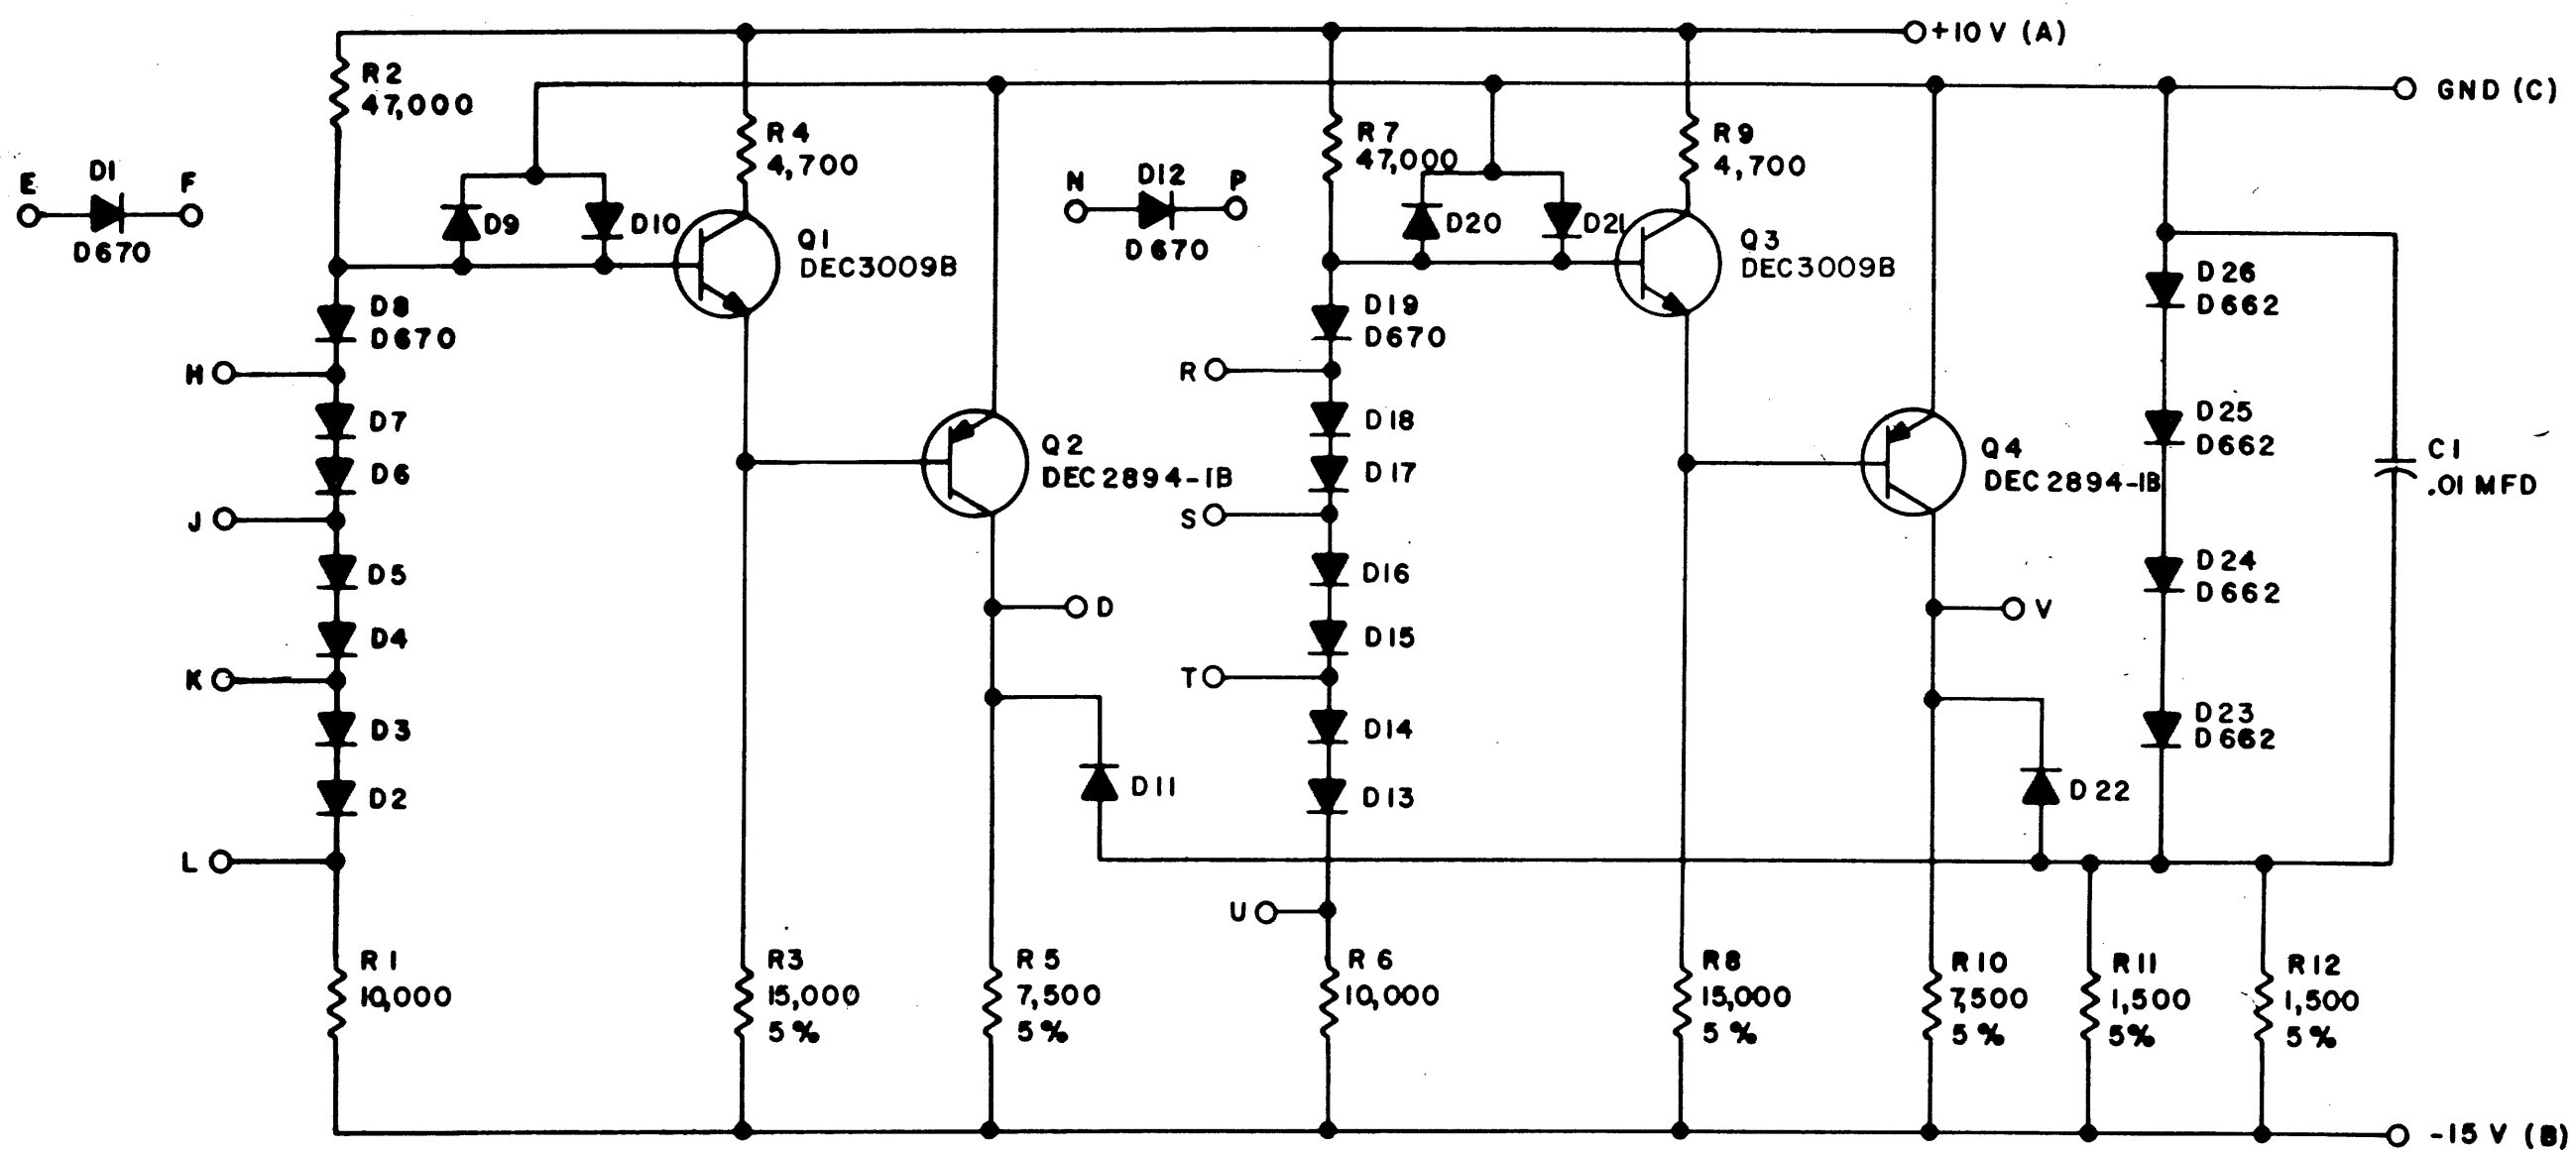 +10 V (A)
GND (C)
R2
47,000
R4
4,700
R7
47,000
R9
4,700
E
D1
F
D670
D9
D10
Q1
DEC3009B
N
D12
P
D670
D20
D21
Q3
DEC3009B
D8
D670
H
D7
D6
J
D5
D4
K
D3
D2
L
R1
10,000
Q2
DEC2894-1B
D
D11
R3
15,000
5%
R5
7,500
5%
D19
D670
R
D18
D17
S
D16
D15
T
D14
D13
U
R6
10,000
Q4
DEC2894-1B
V
D22
R8
15,000
5%
R10
7,500
5%
R11
1,500
5%
R12
1,500
5%
D26
D662
D25
D662
D24
D662
D23
D662
C1
.01 MFD
-15 V (B)